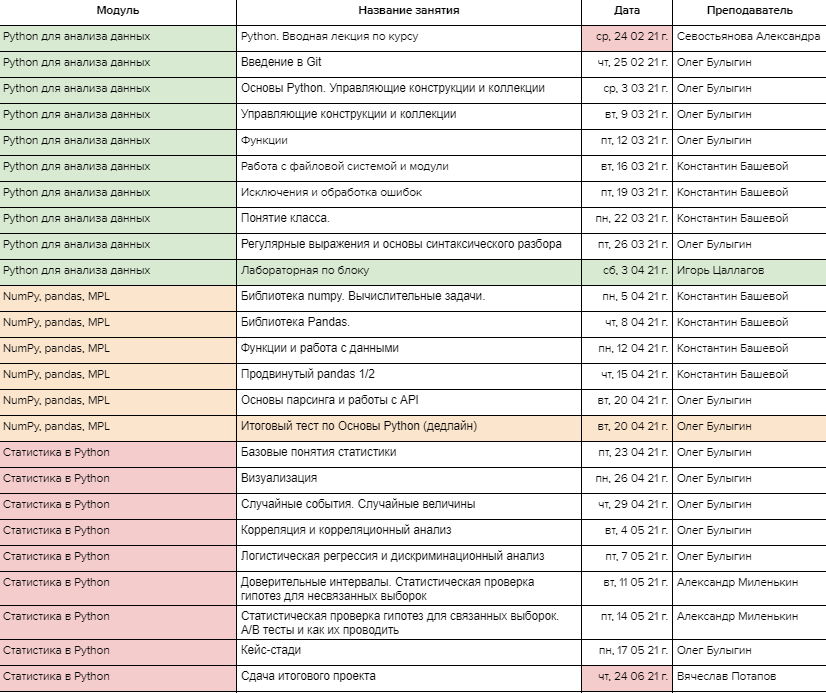 Модуль Название занятия Дата Преподаватель
Python для анализа данных Python. Вводная лекция по курсу ср, 24 02 21 г. Севостьянова Александра
Python для анализа данных Введение в Git чт, 25 02 21 г. Олег Булыгин
Python для анализа данных Основы Python. Управляющие конструкции и коллекции ср, 3 03 21 г. Олег Булыгин
Python для анализа данных Управляющие конструкции и коллекции вт, 9 03 21 г. Олег Булыгин
Python для анализа данных Функции пт, 12 03 21 г. Олег Булыгин
Python для анализа данных Работа с файловой системой и модули вт, 16 03 21 г. Константин Башевой
Python для анализа данных Исключения и обработка ошибок пт, 19 03 21 г. Константин Башевой
Python для анализа данных Понятие класса. пн, 22 03 21 г. Константин Башевой
Python для анализа данных Регулярные выражения и основы синтаксического разбора пт, 26 03 21 г. Олег Булыгин
Python для анализа данных Лабораторная по блоку сб, 3 04 21 г. Игорь Цаллагов
NumPy, pandas, MPL Библиотека numpy. Вычислительные задачи. пн, 5 04 21 г. Константин Башевой
NumPy, pandas, MPL Библиотека Pandas. чт, 8 04 21 г. Константин Башевой
NumPy, pandas, MPL Функции и работа с данными пн, 12 04 21 г. Константин Башевой
NumPy, pandas, MPL Продвинутый pandas 1/2 чт, 15 04 21 г. Константин Башевой
NumPy, pandas, MPL Основы парсинга и работы с API вт, 20 04 21 г. Олег Булыгин
NumPy, pandas, MPL Итоговый тест по Основы Python (дедлайн) вт, 20 04 21 г. Олег Булыгин
Статистика в Python Базовые понятия статистики пт, 23 04 21 г. Олег Булыгин
Статистика в Python Визуализация пн, 26 04 21 г. Олег Булыгин
Статистика в Python Случайные события. Случайные величины чт, 29 04 21 г. Олег Булыгин
Статистика в Python Корреляция и корреляционный анализ вт, 4 05 21 г. Олег Булыгин
Статистика в Python Логистическая регрессия и дискриминационный анализ пт, 7 05 21 г. Олег Булыгин
Статистика в Python Доверительные интервалы. Статистическая проверка вт, 11 05 21 г. Александр Миленькин
гипотез для несвязанных выборок
Статистика в Python Статистическая проверка гипотез для связанных выборок. пт, 14 05 21 г. Александр Миленькин
A/B тесты и как их проводить
Статистика в Python Кейс-стади пн, 17 05 21 г. Олег Булыгин
Статистика в Python Сдача итогового проекта чт, 24 06 21 г. Вячеслав Потапов